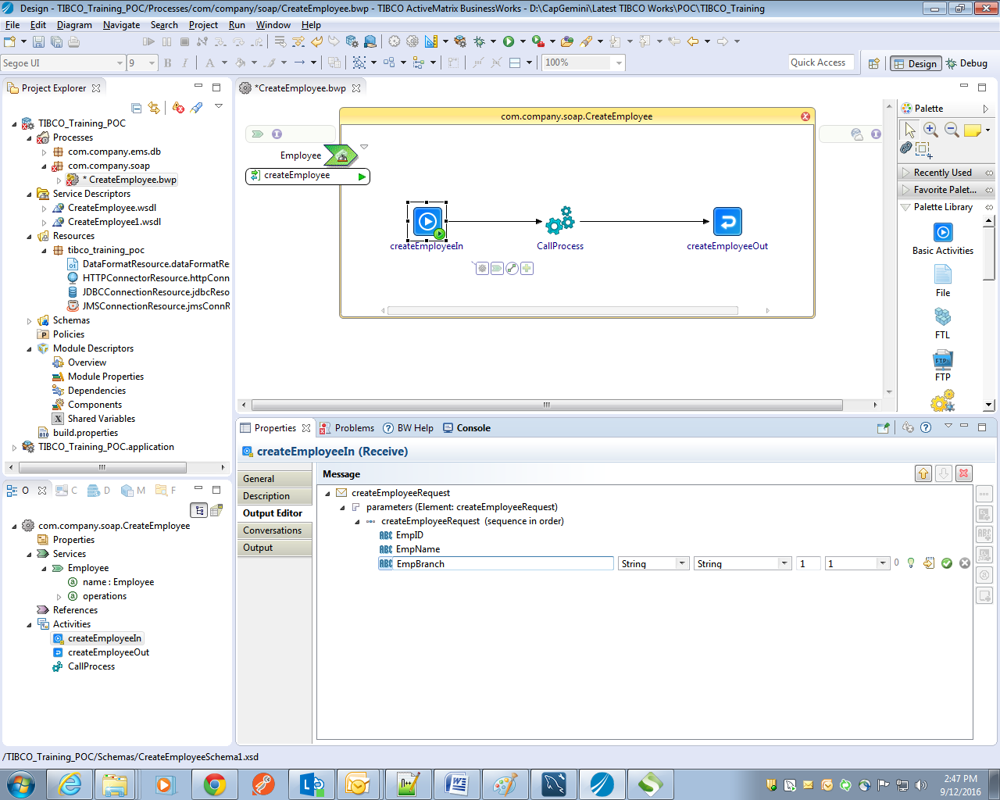 Design - TIBCO_Training_POC/Processes/com/company/soap/CreateEmployee.bwp - TIBCO ActiveMatrix BusinessWorks - D:\CapGemini\Latest TIBCO Works\POC\TIBCO_Training
File Edit Diagram Navigate Search Project Run Window Help
Segoe UI 9 B I A 100% Quick Access Design Debug
Project Explorer
TIBCO_Training_POC
Processes
com.company.ems.db
com.company.soap
* CreateEmployee.bwp
Service Descriptors
CreateEmployee.wsdl
CreateEmployee1.wsdl
Resources
tibco_training_poc
DataFormatResource.dataFormatRe
HTTPConnectorResource.httpConn
JDBCConnectionResource.jdbcReso
JMSConnectionResource.jmsConnR
Schemas
Policies
Module Descriptors
Overview
Module Properties
Dependencies
Components
Shared Variables
build.properties
TIBCO_Training_POC.application
O C D M F
com.company.soap.CreateEmployee
Properties
Services
Employee
name : Employee
operations
References
Activities
createEmployeeIn
createEmployeeOut
CallProcess
*CreateEmployee.bwp
com.company.soap.CreateEmployee
Employee
createEmployee
createEmployeeIn CallProcess createEmployeeOut
Palette
Recently Used
Favorite Palet...
Palette Library
Basic Activities
File
FTL
FTP
Properties Problems BW Help Console
createEmployeeIn (Receive)
General
Description
Output Editor
Conversations
Output
Message
createEmployeeRequest
parameters (Element: createEmployeeRequest)
createEmployeeRequest (sequence in order)
ABC EmpID
ABC EmpName
ABC EmpBranch String String 1 1 0
/TIBCO_Training_POC/Schemas/CreateEmployeeSchema1.xsd
2:47 PM
9/12/2016